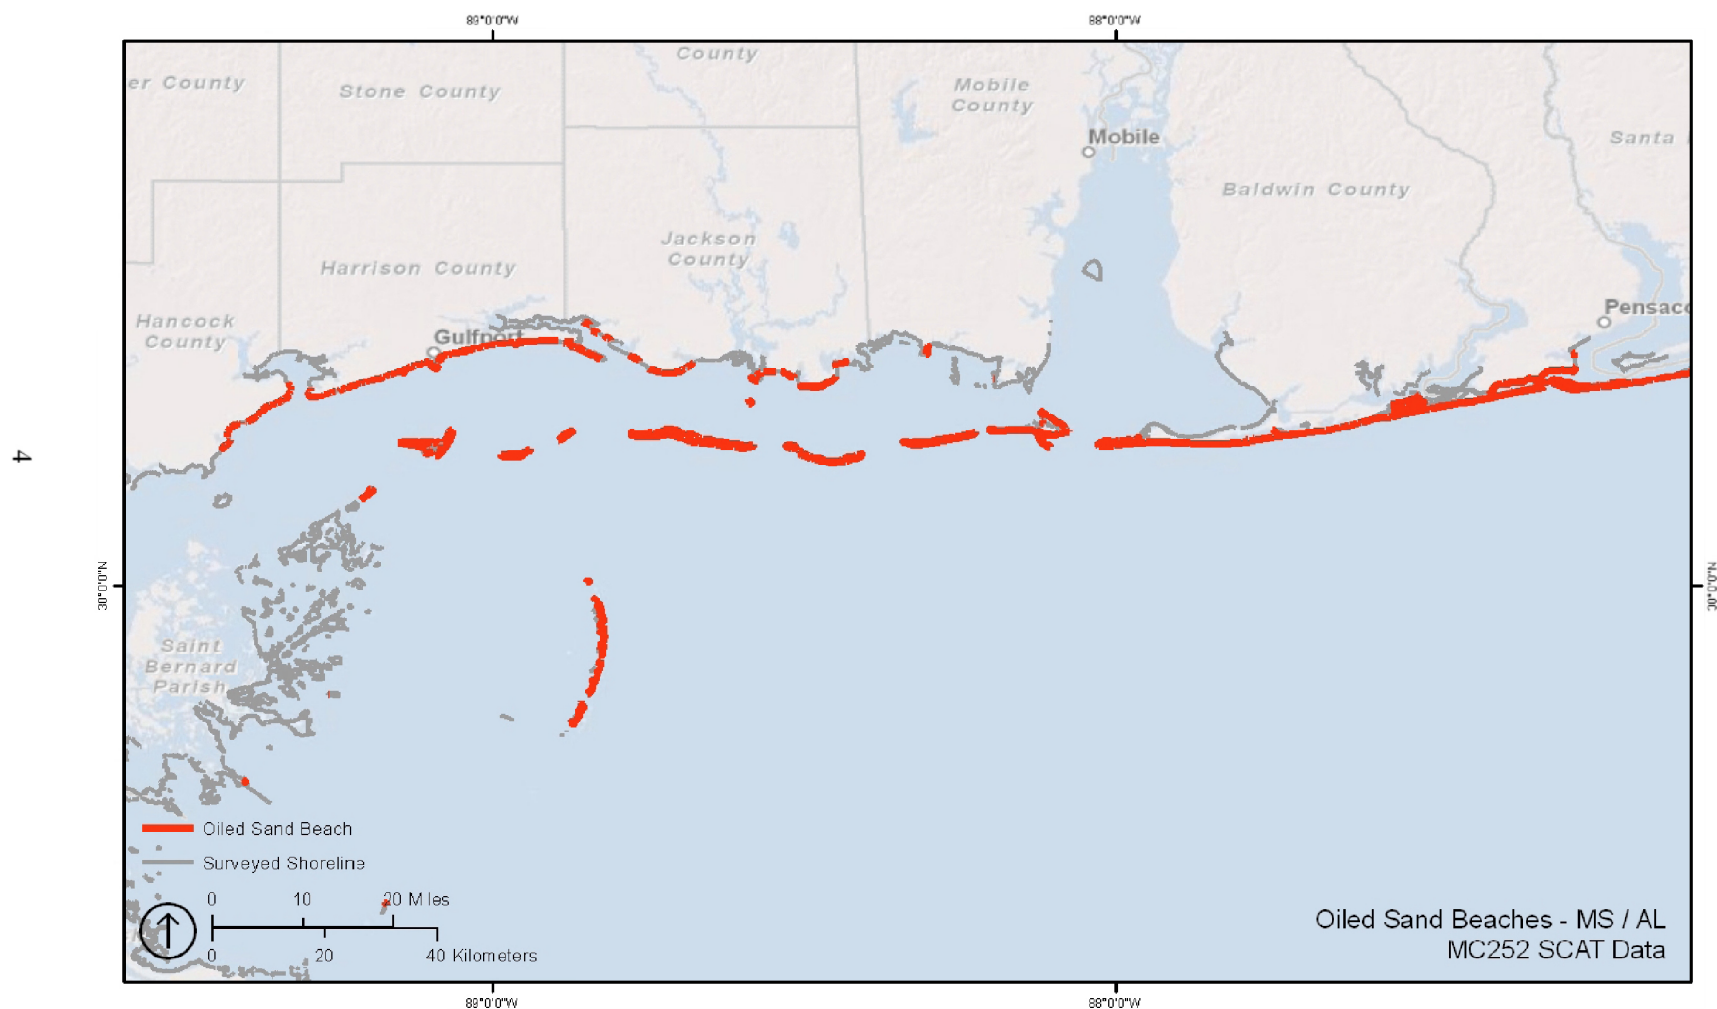 89°0'0"W
88°0'0"W
County
er County
Stone County
Mobile
County
Mobile
Santa
Baldwin County
Jackson
County
Harrison County
Hancock
County
Gulfport
Pensaco
4
30°0'0"N
30°0'0"N
Saint
Bernard
Parish
Oiled Sand Beach
Surveyed Shoreline
0 10 20 Miles
0 20 40 Kilometers
Oiled Sand Beaches - MS / AL
MC252 SCAT Data
89°0'0"W
88°0'0"W